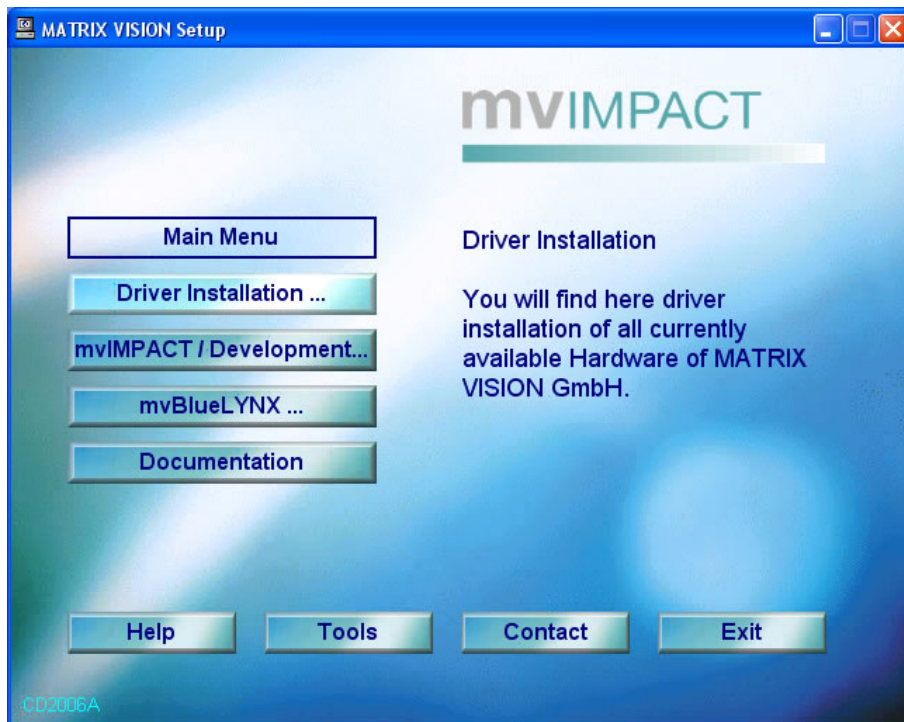 MATRIX VISION Setup
mvIMPACT
Main Menu
Driver Installation ...
mvIMPACT / Development...
mvBlueLYNX ...
Documentation
Driver Installation
You will find here driver
installation of all currently
available Hardware of MATRIX
VISION GmbH.
Help
Tools
Contact
Exit
CD2006A